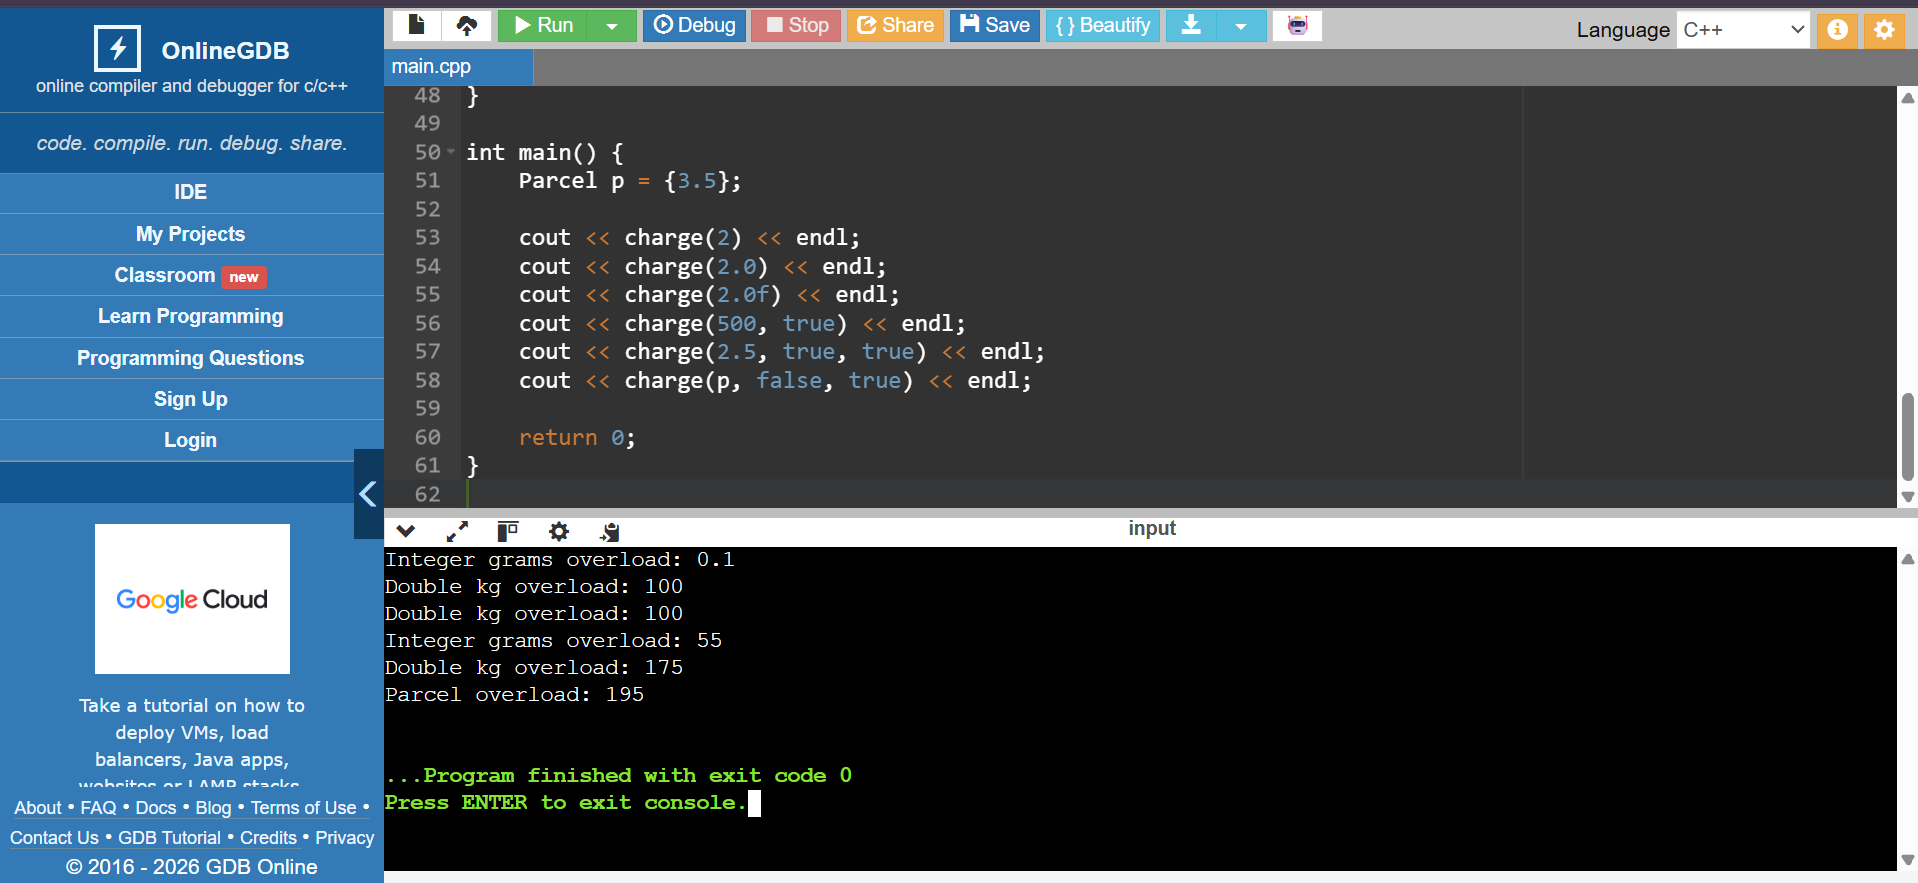 OnlineGDB
online compiler and debugger for c/c++
code. compile. run. debug. share.
IDE
My Projects
Classroom new
Learn Programming
Programming Questions
Sign Up
Login
Google Cloud
Take a tutorial on how to
deploy VMs, load
balancers, Java apps,
websites or LAMP stacks
About • FAQ • Docs • Blog • Terms of Use •
Contact Us • GDB Tutorial • Credits • Privacy
© 2016 - 2026 GDB Online
Run Debug Stop Share Save { } Beautify Language C++
main.cpp
48 }
49
50 int main() {
51     Parcel p = {3.5};
52
53     cout << charge(2) << endl;
54     cout << charge(2.0) << endl;
55     cout << charge(2.0f) << endl;
56     cout << charge(500, true) << endl;
57     cout << charge(2.5, true, true) << endl;
58     cout << charge(p, false, true) << endl;
59
60     return 0;
61 }
62
input
Integer grams overload: 0.1
Double kg overload: 100
Double kg overload: 100
Integer grams overload: 55
Double kg overload: 175
Parcel overload: 195
...Program finished with exit code 0
Press ENTER to exit console.